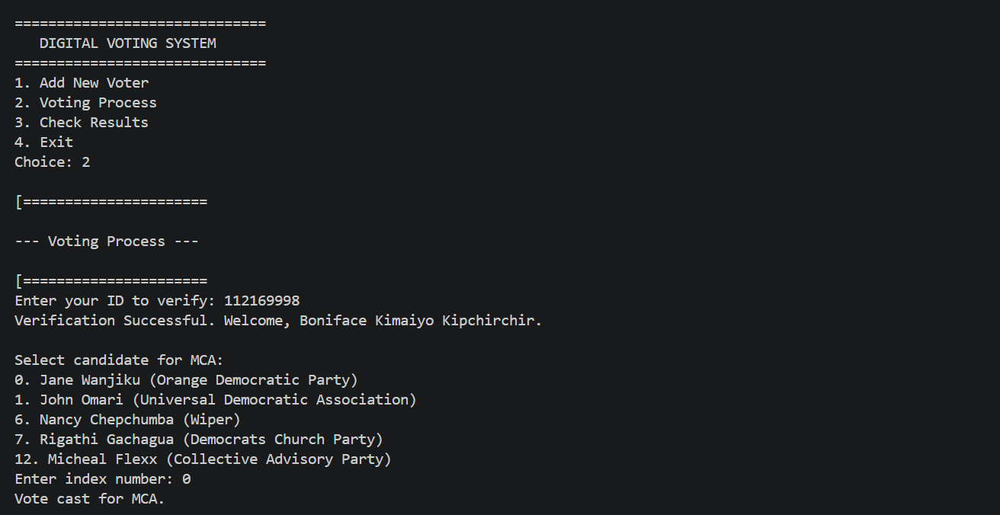 ==============================
   DIGITAL VOTING SYSTEM
==============================
1. Add New Voter
2. Voting Process
3. Check Results
4. Exit
Choice: 2

[======================

--- Voting Process ---

[======================
Enter your ID to verify: 112169998
Verification Successful. Welcome, Boniface Kimaiyo Kipchirchir.

Select candidate for MCA:
0. Jane Wanjiku (Orange Democratic Party)
1. John Omari (Universal Democratic Association)
6. Nancy Chepchumba (Wiper)
7. Rigathi Gachagua (Democrats Church Party)
12. Micheal Flexx (Collective Advisory Party)
Enter index number: 0
Vote cast for MCA.